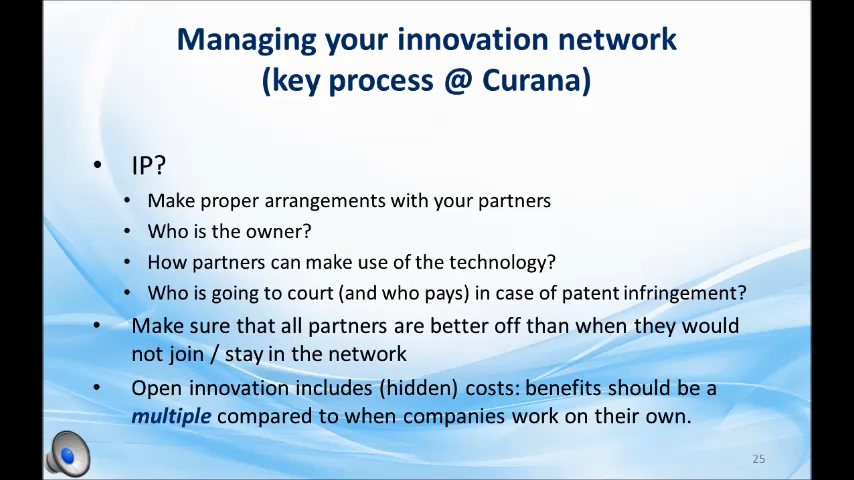 Managing your innovation network
(key process @ Curana)
• IP?
• Make proper arrangements with your partners
• Who is the owner?
• How partners can make use of the technology?
• Who is going to court (and who pays) in case of patent infringement?
• Make sure that all partners are better off than when they would
not join / stay in the network
• Open innovation includes (hidden) costs: benefits should be a
multiple compared to when companies work on their own.
25